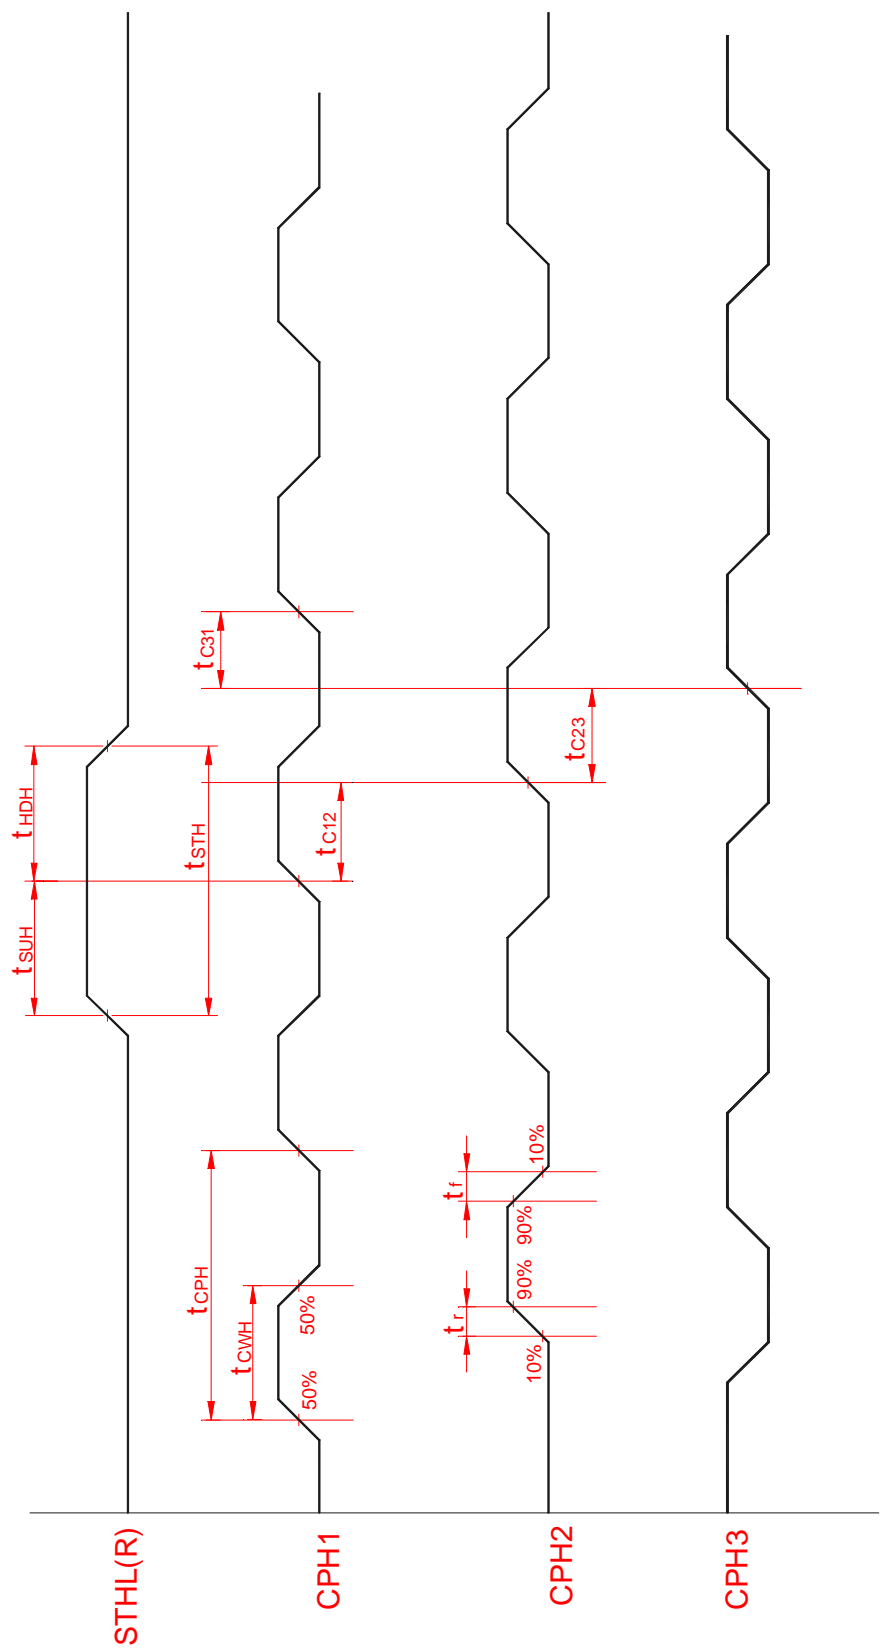 STHL(R)
tSUH
tHDH
tSTH
CPH1
tCPH
tCWH
50%
50%
tC12
tC31
CPH2
tr
10%
90%
tf
90%
10%
tC23
CPH3